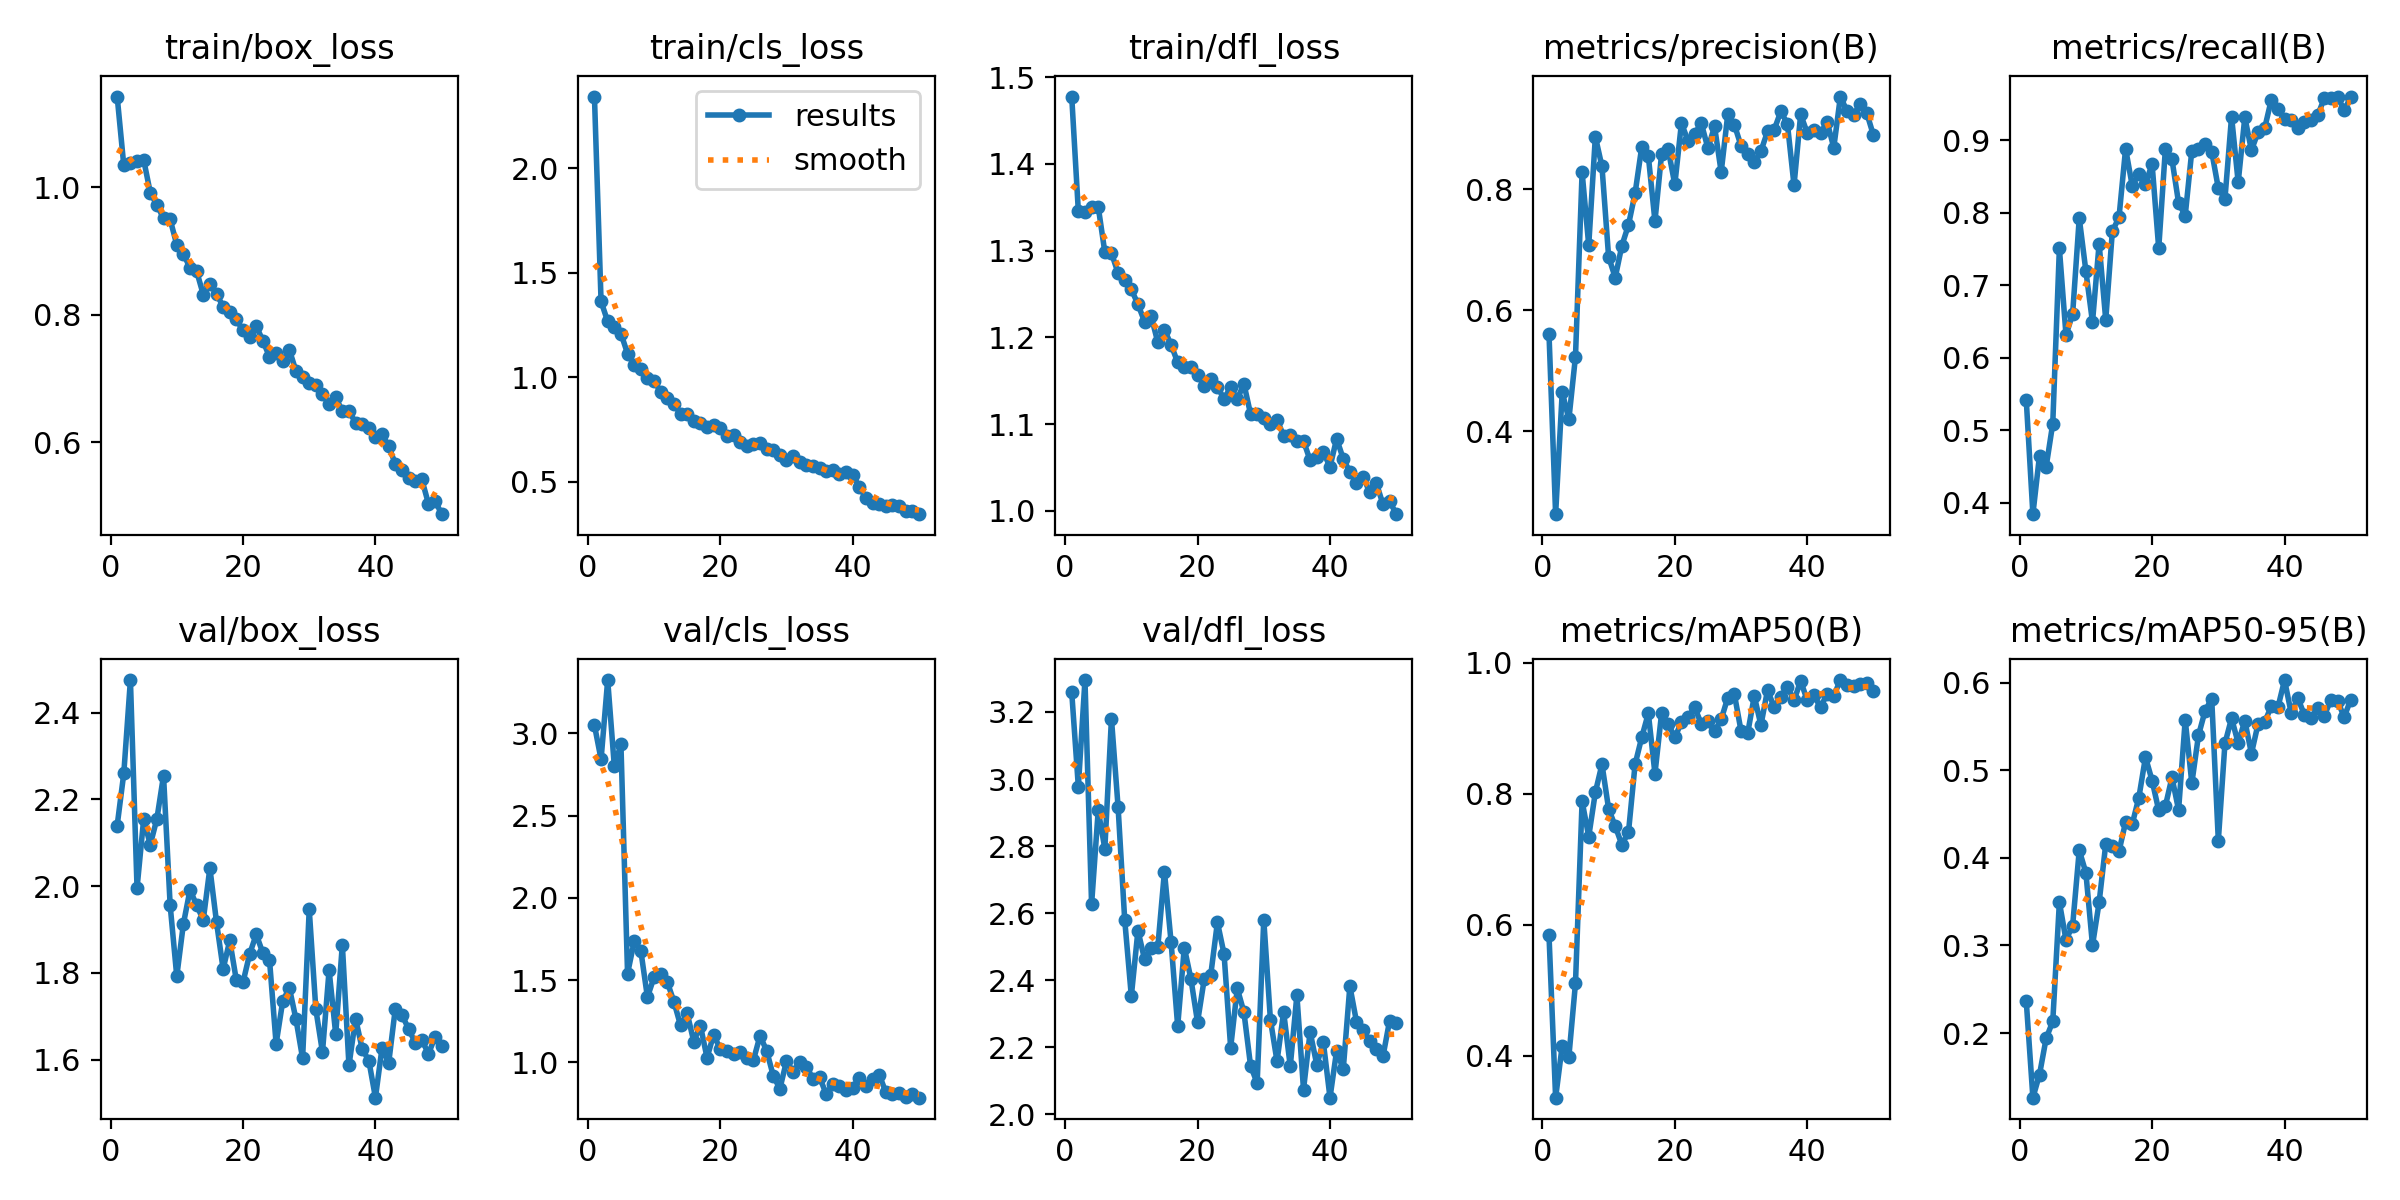 train/box_loss
1.0
0.8
0.6
0 20 40
train/cls_loss
results
smooth
2.0
1.5
1.0
0.5
0 20 40
train/dfl_loss
1.5
1.4
1.3
1.2
1.1
1.0
0 20 40
metrics/precision(B)
0.8
0.6
0.4
0 20 40
metrics/recall(B)
0.9
0.8
0.7
0.6
0.5
0.4
0 20 40
val/box_loss
2.4
2.2
2.0
1.8
1.6
0 20 40
val/cls_loss
3.0
2.5
2.0
1.5
1.0
0 20 40
val/dfl_loss
3.2
3.0
2.8
2.6
2.4
2.2
2.0
0 20 40
metrics/mAP50(B)
1.0
0.8
0.6
0.4
0 20 40
metrics/mAP50-95(B)
0.6
0.5
0.4
0.3
0.2
0 20 40